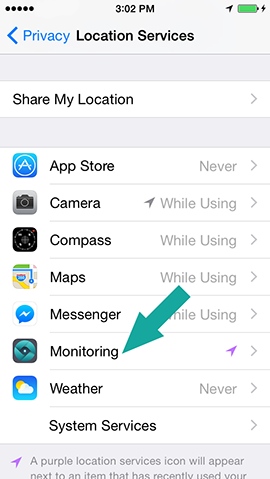 3:02 PM
Privacy Location Services
Share My Location
App Store Never
Camera While Using
Compass While Using
Maps While Using
Messenger While Using
Monitoring
Weather Never
System Services
A purple location services icon will appear
next to an item that has recently used your